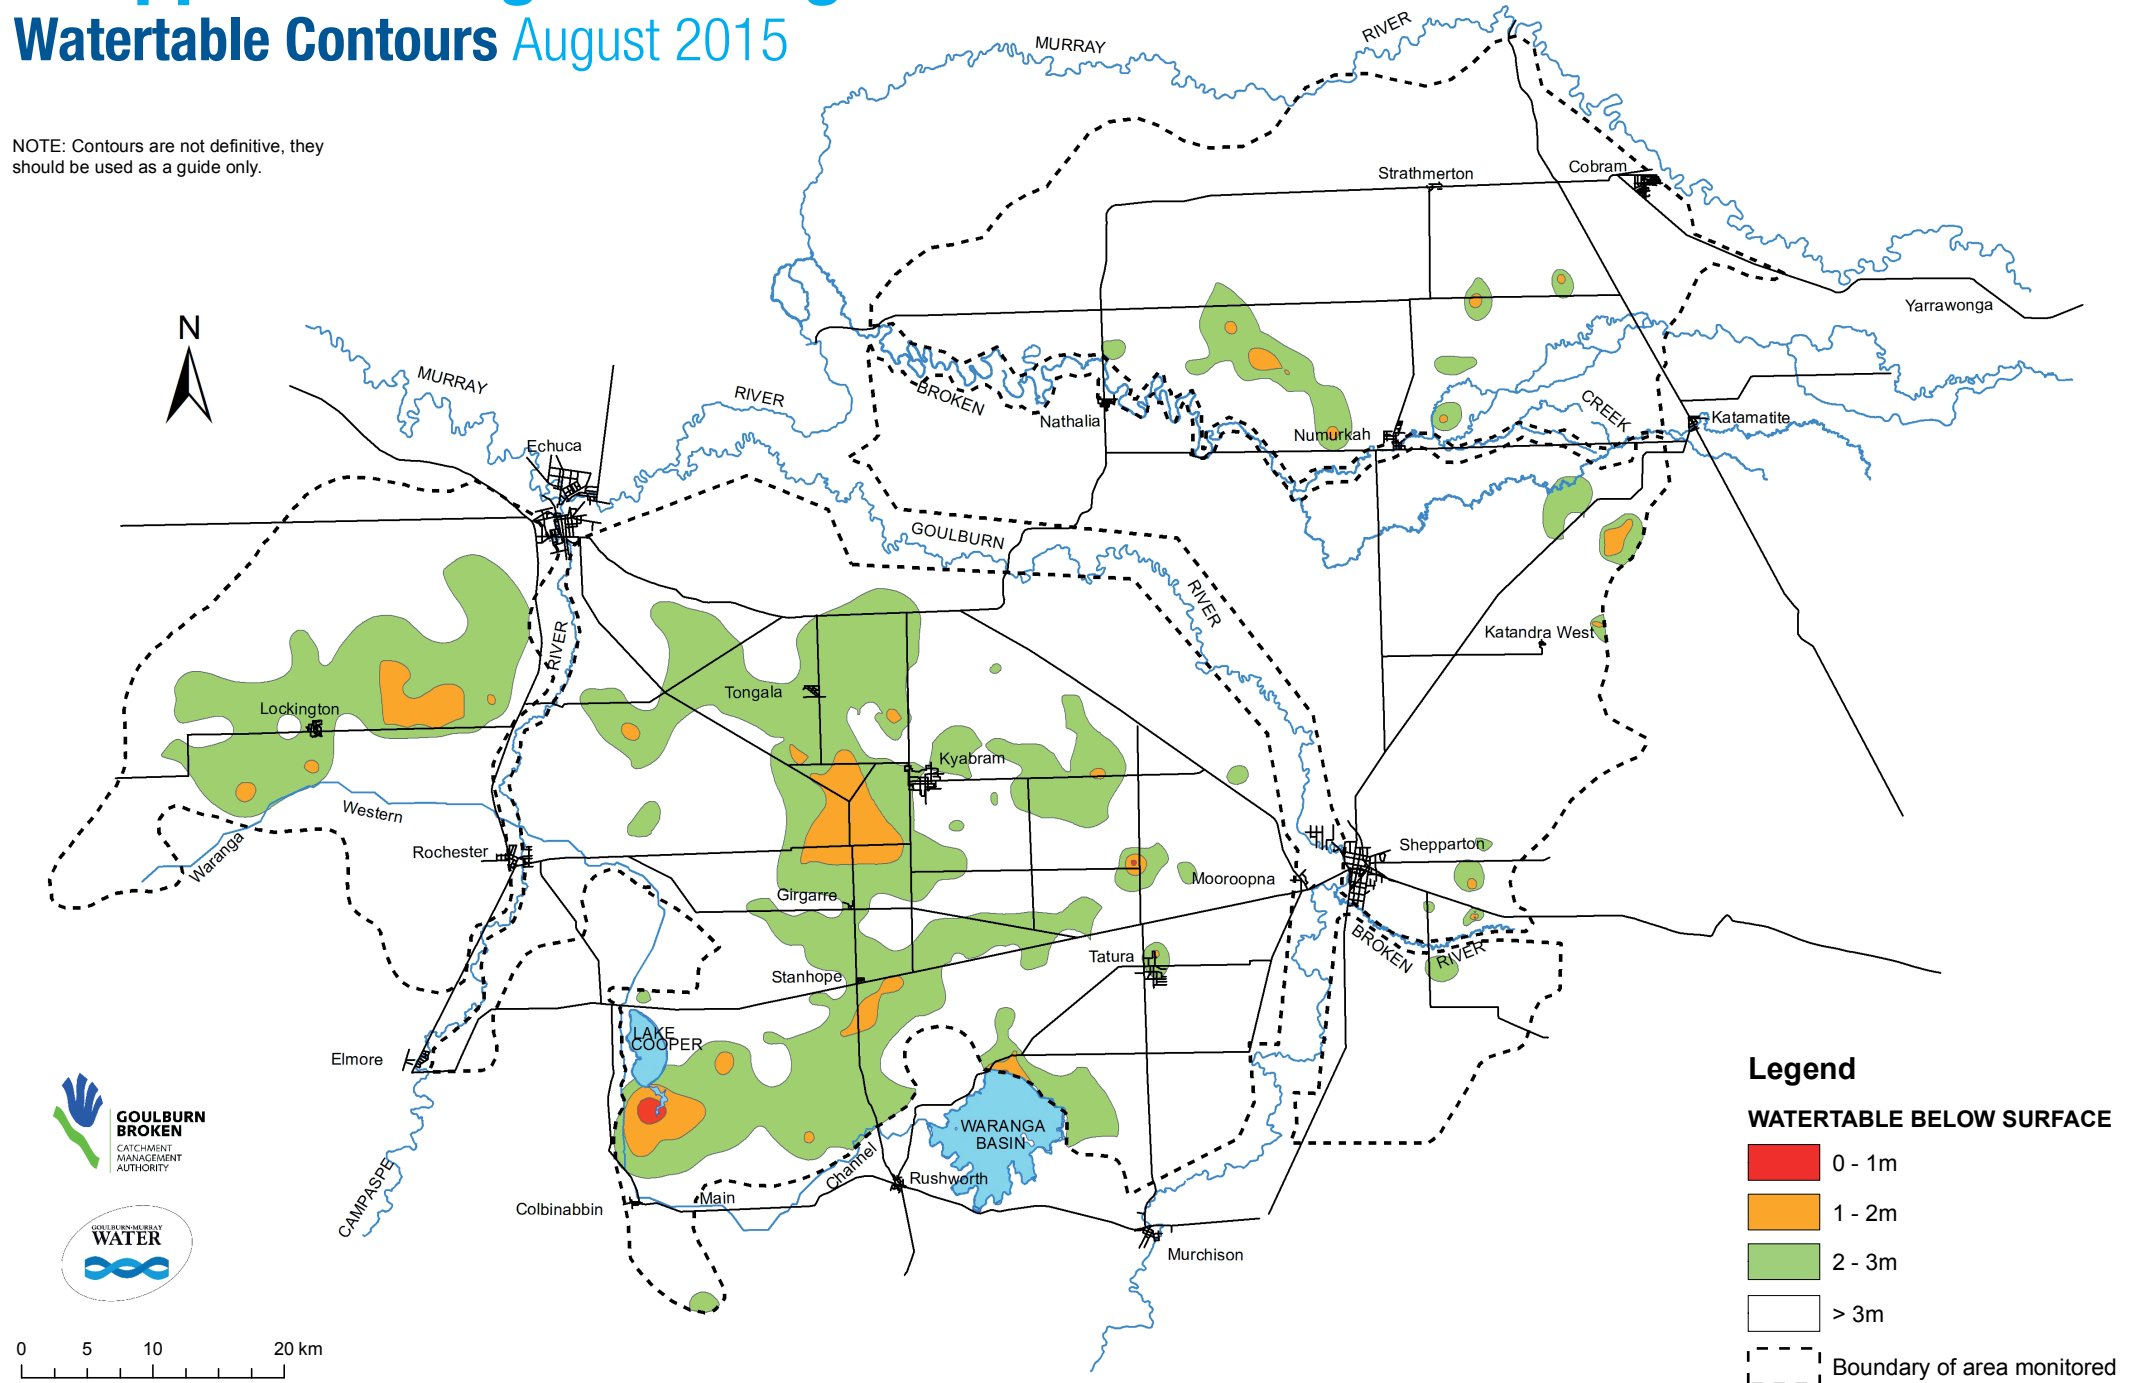 Watertable Contours August 2015
NOTE: Contours are not definitive, they
should be used as a guide only.
N
MURRAY
RIVER
Strathmerton
Cobram
Yarrawonga
MURRAY
RIVER
BROKEN
Nathalia
Numurkah
CREEK
Katamatite
Echuca
GOULBURN
RIVER
RIVER
Katandra West
Lockington
Tongala
Kyabram
Western
Waranga
Rochester
Girgarre
Mooroopna
Shepparton
BROKEN
RIVER
Tatura
Stanhope
LAKE
COOPER
Elmore
WARANGA
BASIN
CAMPASPE
Channel
Rushworth
Main
Colbinabbin
Murchison
GOULBURN
BROKEN
CATCHMENT
MANAGEMENT
AUTHORITY
GOULBURN-MURRAY
WATER
0 5 10 20 km
Legend
WATERTABLE BELOW SURFACE
0 - 1m
1 - 2m
2 - 3m
> 3m
Boundary of area monitored